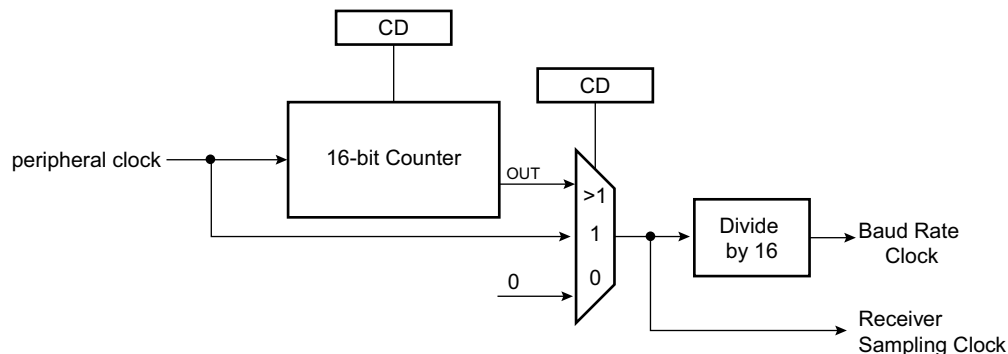 CD
CD
peripheral clock
16-bit Counter
OUT
>1
1
0
0
Divide
by 16
Baud Rate
Clock
Receiver
Sampling Clock